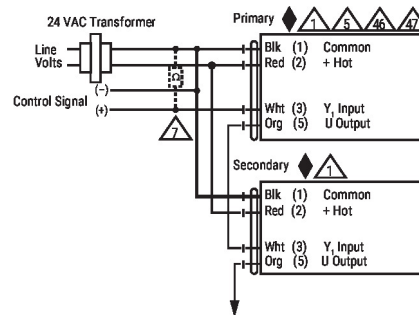 24 VAC Transformer
Primary 1 5 46 47
Line
Volts
Blk (1) Common
Red (2) + Hot
Ω
(–)
Control Signal
(+)
Wht (3) Y1 Input
Org (5) U Output
7
Secondary 1
Blk (1) Common
Red (2) + Hot
Wht (3) Y1 Input
Org (5) U Output